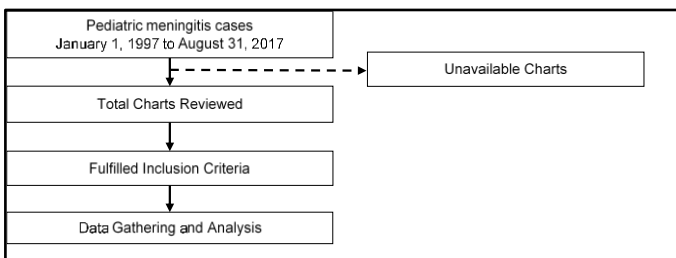 Pediatric meningitis cases
January 1, 1997 to August 31, 2017
Unavailable Charts
Total Charts Reviewed
Fulfilled Inclusion Criteria
Data Gathering and Analysis